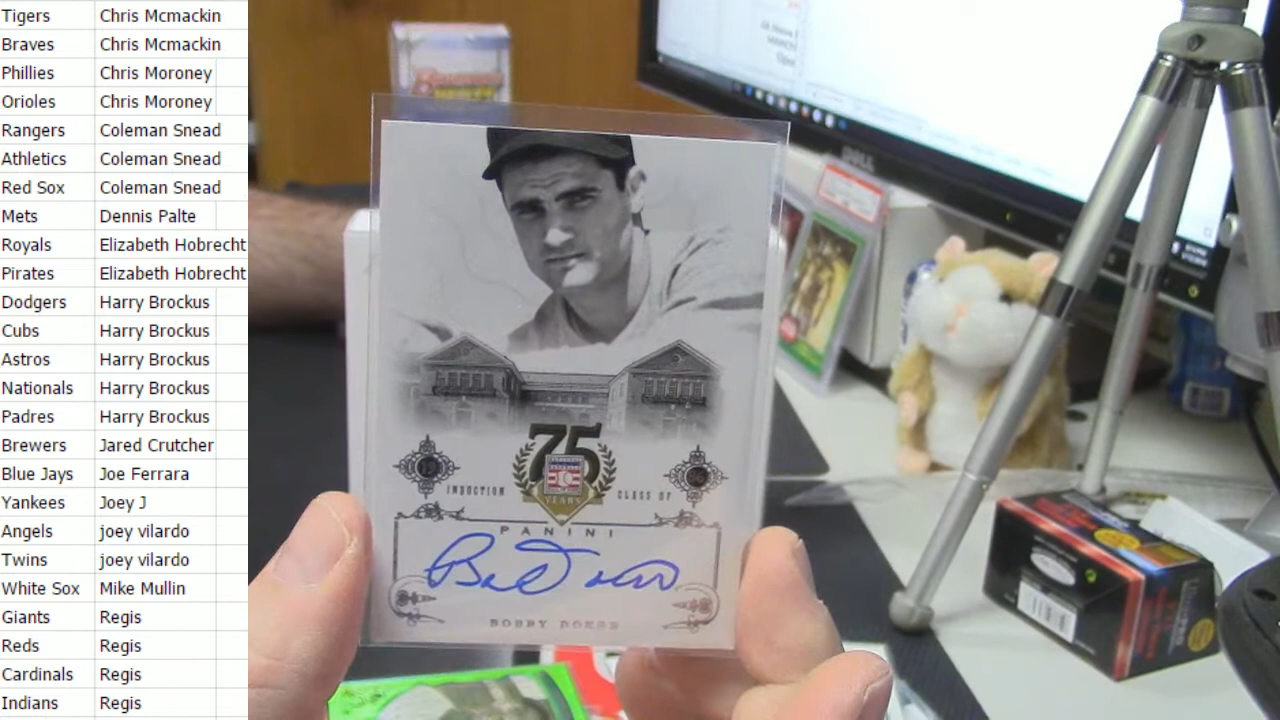 Tigers Chris Mcmackin
Braves Chris Mcmackin
Phillies Chris Moroney
Orioles Chris Moroney
Rangers Coleman Snead
Athletics Coleman Snead
Red Sox Coleman Snead
Mets Dennis Palte
Royals Elizabeth Hobrecht
Pirates Elizabeth Hobrecht
Dodgers Harry Brockus
Cubs Harry Brockus
Astros Harry Brockus
Nationals Harry Brockus
Padres Harry Brockus
Brewers Jared Crutcher
Blue Jays Joe Ferrara
Yankees Joey J
Angels joey vilardo
Twins joey vilardo
White Sox Mike Mullin
Giants Regis
Reds Regis
Cardinals Regis
Indians Regis
DELL
75
YEARS
INDUCTION CLASS OF
PANINI
BOBBY DOERR